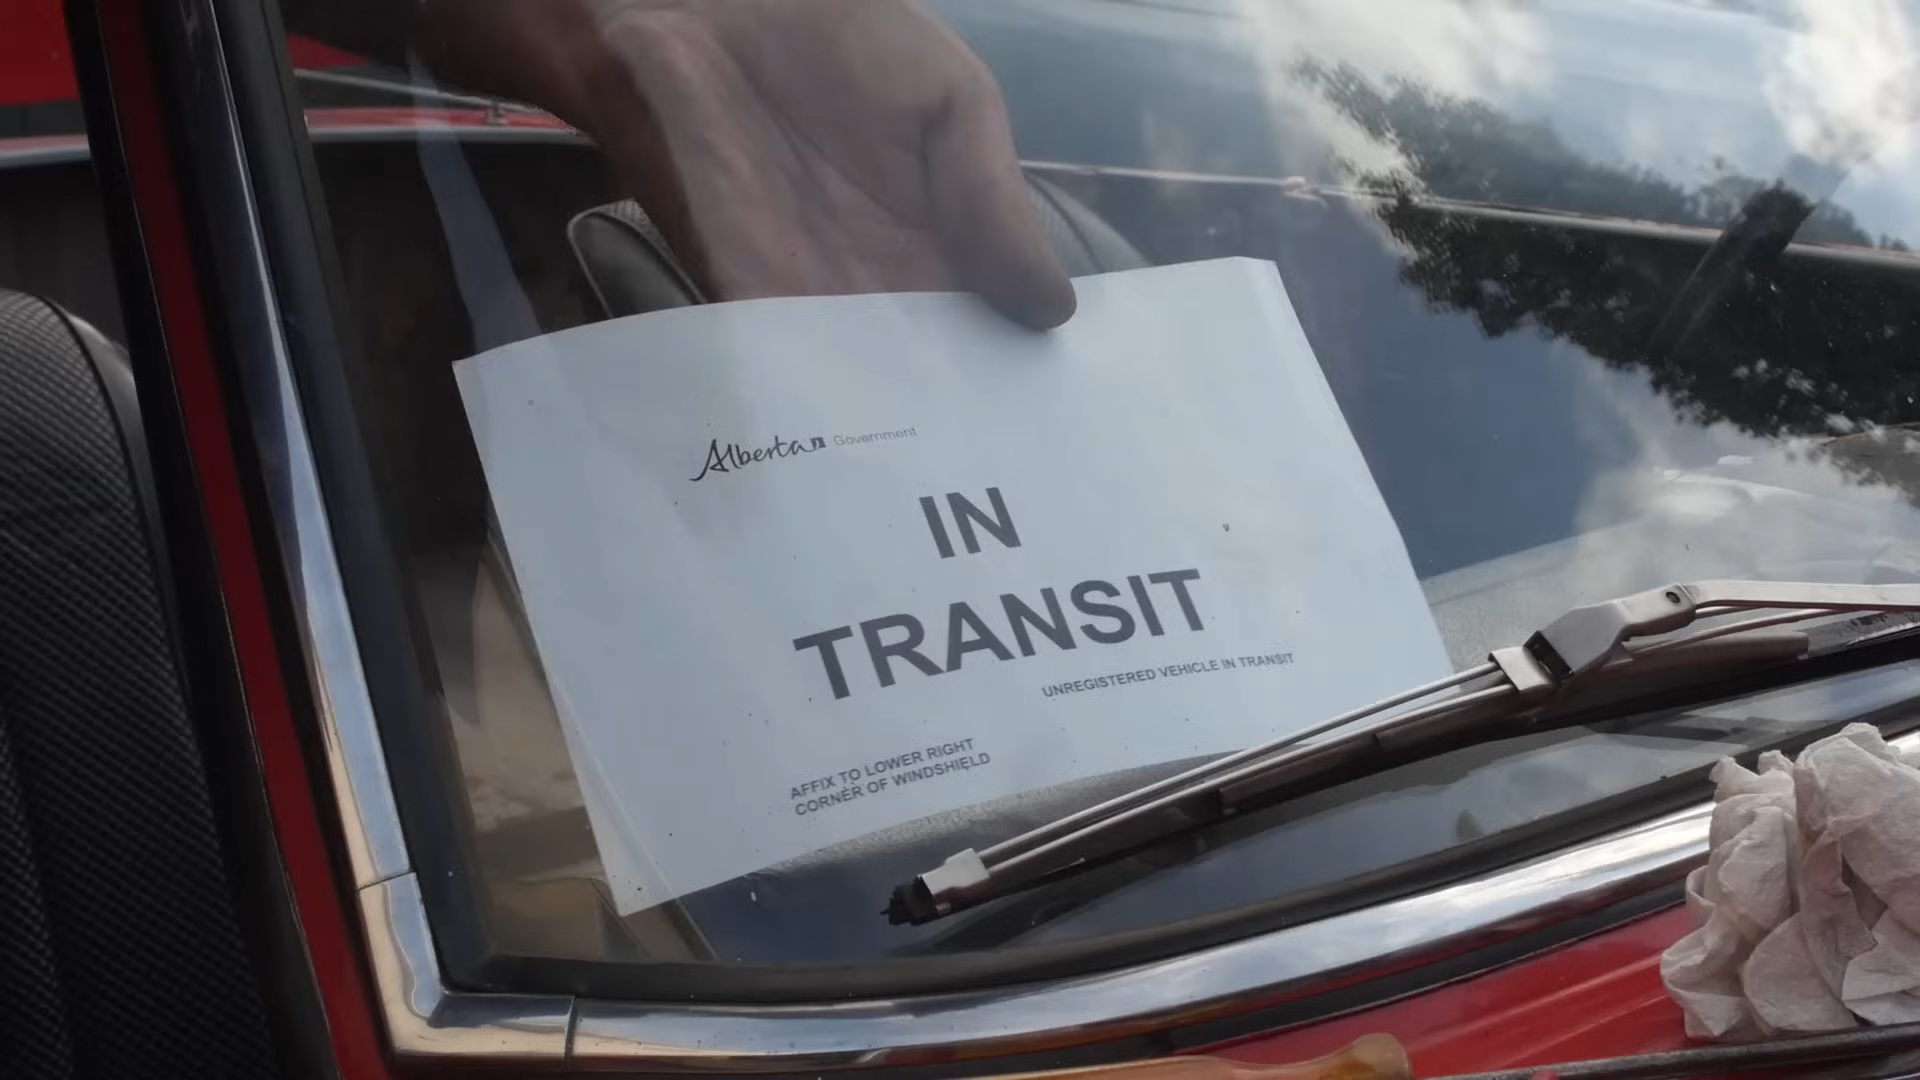 Alberta Government
IN
TRANSIT
UNREGISTERED VEHICLE IN TRANSIT
AFFIX TO LOWER RIGHT
CORNER OF WINDSHIELD